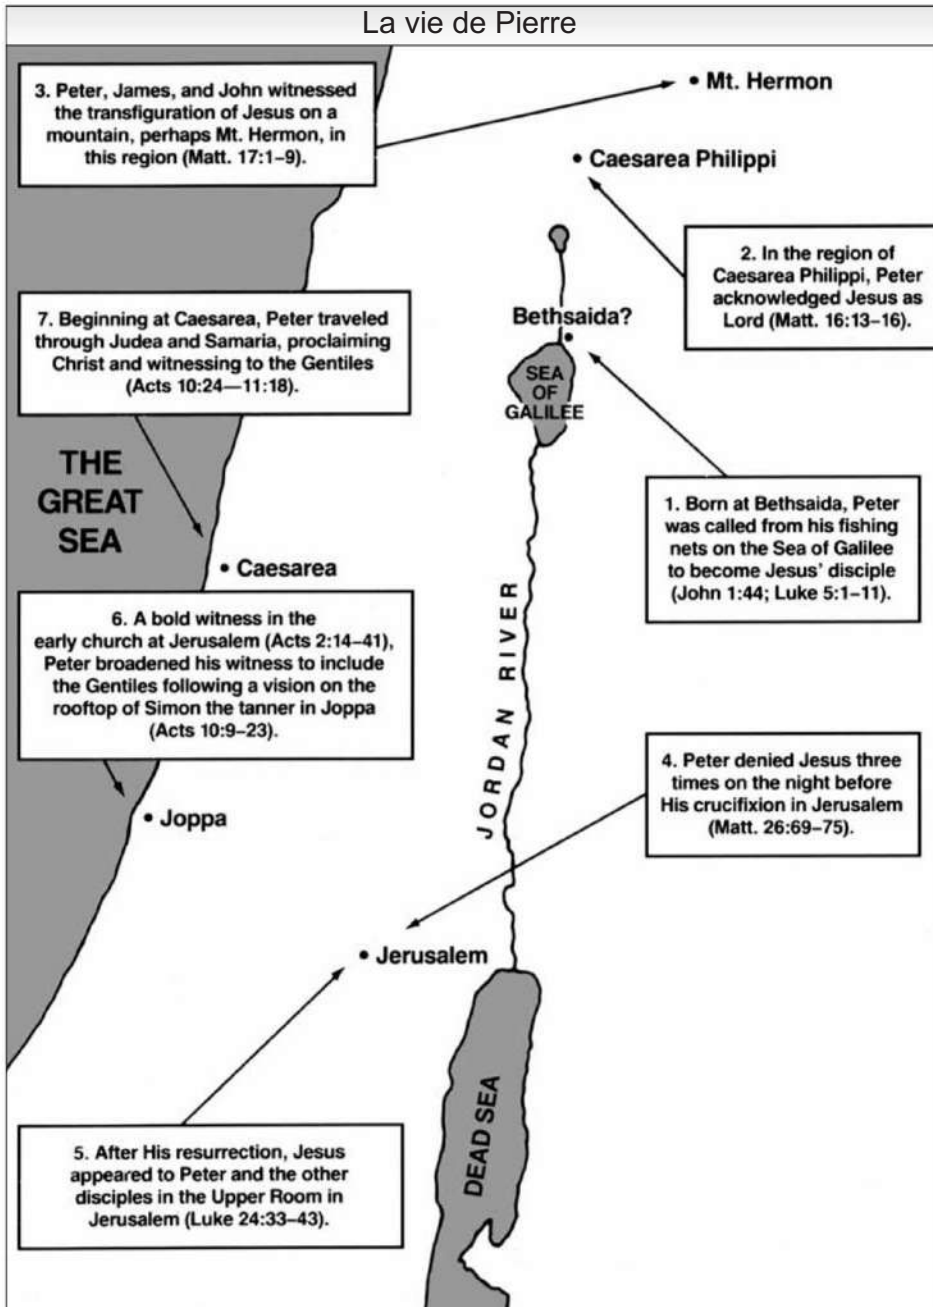 La vie de Pierre
3. Peter, James, and John witnessed
the transfiguration of Jesus on a
mountain, perhaps Mt. Hermon, in
this region (Matt. 17:1–9).
• Mt. Hermon
• Caesarea Philippi
2. In the region of
Caesarea Philippi, Peter
acknowledged Jesus as
Lord (Matt. 16:13–16).
7. Beginning at Caesarea, Peter traveled
through Judea and Samaria, proclaiming
Christ and witnessing to the Gentiles
(Acts 10:24—11:18).
Bethsaida?
SEA
OF
GALILEE
THE
GREAT
SEA
1. Born at Bethsaida, Peter
was called from his fishing
nets on the Sea of Galilee
to become Jesus’ disciple
(John 1:44; Luke 5:1–11).
• Caesarea
6. A bold witness in the
early church at Jerusalem (Acts 2:14–41),
Peter broadened his witness to include
the Gentiles following a vision on the
rooftop of Simon the tanner in Joppa
(Acts 10:9–23).
JORDAN RIVER
4. Peter denied Jesus three
times on the night before
His crucifixion in Jerusalem
(Matt. 26:69–75).
• Joppa
• Jerusalem
DEAD SEA
5. After His resurrection, Jesus
appeared to Peter and the other
disciples in the Upper Room in
Jerusalem (Luke 24:33–43).